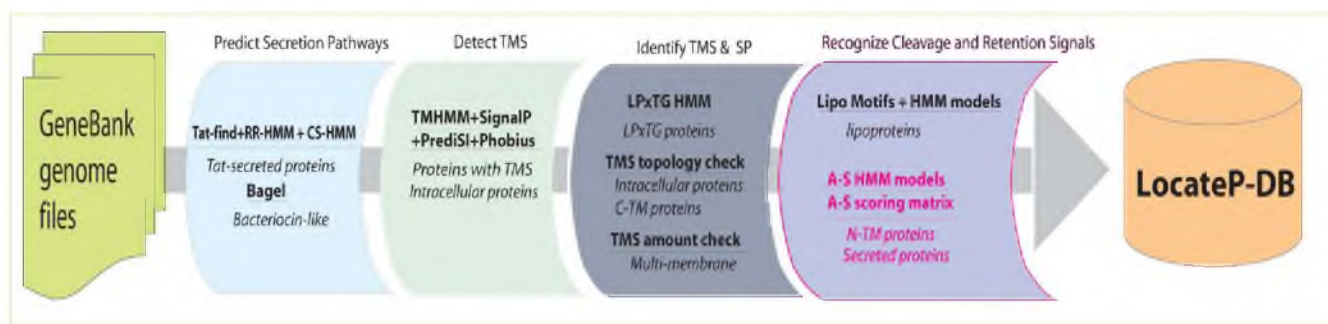 GeneBank
genome
files
Predict Secretion Pathways
Tat-find+RR-HMM + CS-HMM
Tat-secreted proteins
Bagel
Bacteriocin-like
Detect TMS
TMHMM+SignalP
+PrediSI+Phobius
Proteins with TMS
Intracellular proteins
Identify TMS & SP
LPxTG HMM
LPxTG proteins
TMS topology check
Intracellular proteins
C-TM proteins
TMS amount check
Multi-membrane
Recognize Cleavage and Retention Signals
Lipo Motifs + HMM models
lipoproteins
A-S HMM models
A-S scoring matrix
N-TM proteins
Secreted proteins
LocateP-DB